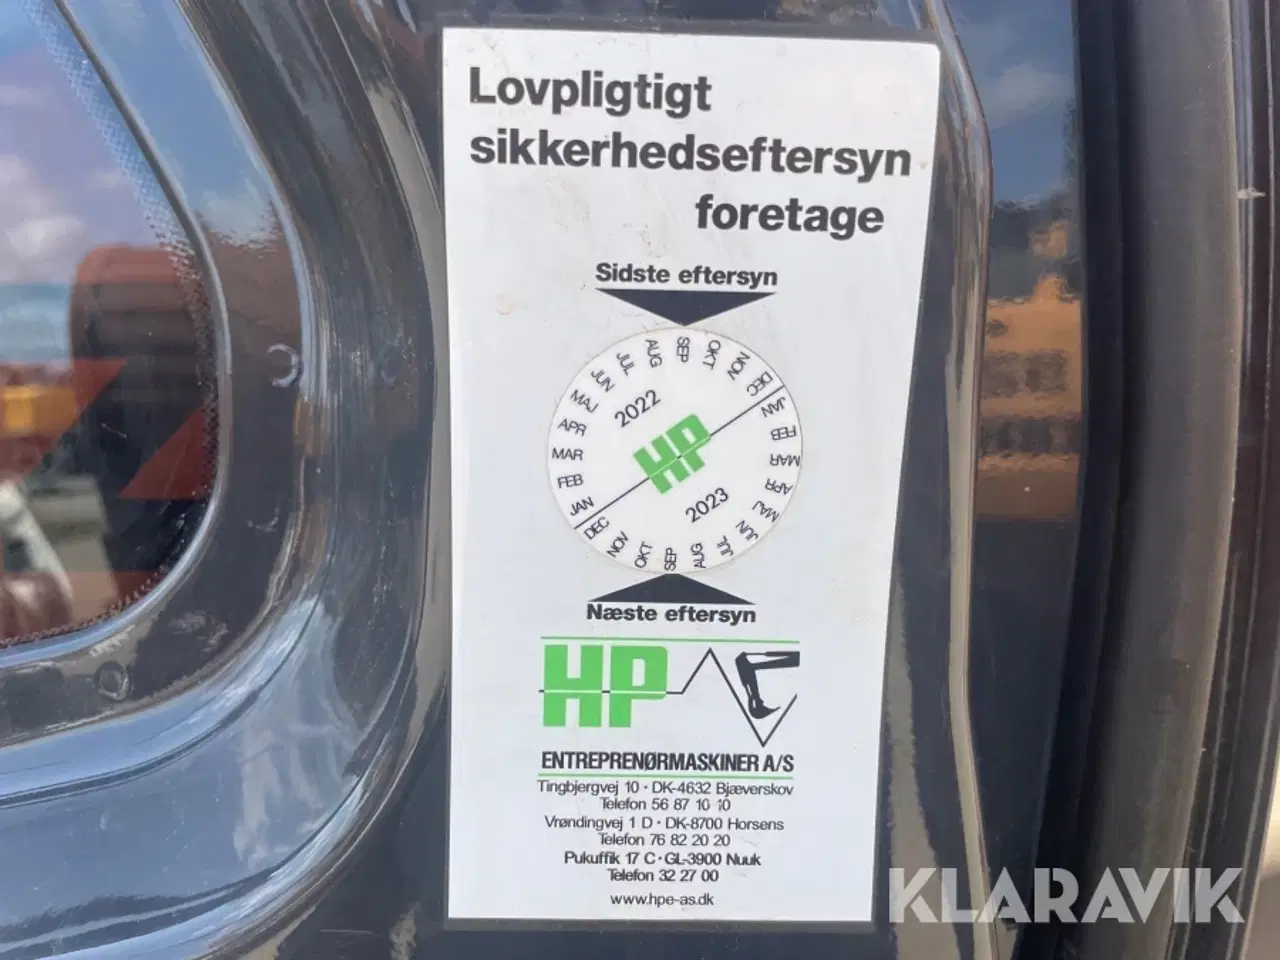 Lovpligtigt
sikkerhedseftersyn
foretage
Sidste eftersyn
JAN FEB MAR APR MAJ JUN JUL AUG SEP OKT NOV DEC
2022
HP
2023
JAN FEB MAR APR MAJ JUN JUL AUG SEP OKT NOV DEC
Næste eftersyn
HP
ENTREPRENØRMASKINER A/S
Tingbjergvej 10 · DK-4632 Bjæverskov
Telefon 56 87 10 10
Vrøndingvej 1 D · DK-8700 Horsens
Telefon 76 82 20 20
Pukuffik 17 C · GL-3900 Nuuk
Telefon 32 27 00
www.hpe-as.dk
KLARAVIK